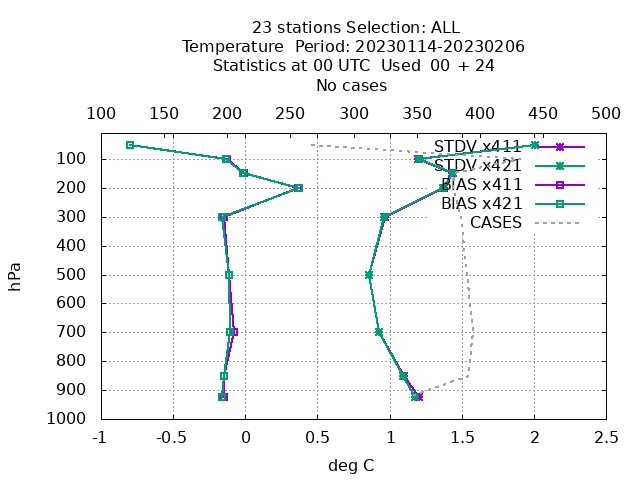 23 stations Selection: ALL
Temperature  Period: 20230114-20230206
Statistics at 00 UTC  Used  00 + 24
No cases
100 150 200 250 300 350 400 450 500
STDV x411
STDV x421
BIAS x411
BIAS x421
CASES
100
200
300
400
500
600
700
800
900
1000
hPa
-1 -0.5 0 0.5 1 1.5 2 2.5
deg C